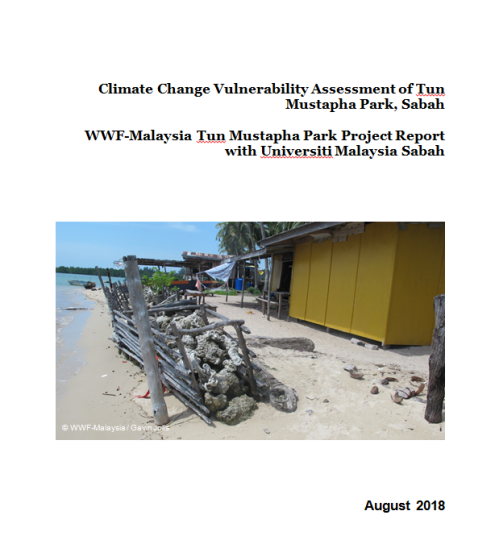 Climate Change Vulnerability Assessment of Tun
Mustapha Park, Sabah
WWF-Malaysia Tun Mustapha Park Project Report
with Universiti Malaysia Sabah
© WWF-Malaysia / Gavin Jolis
August 2018